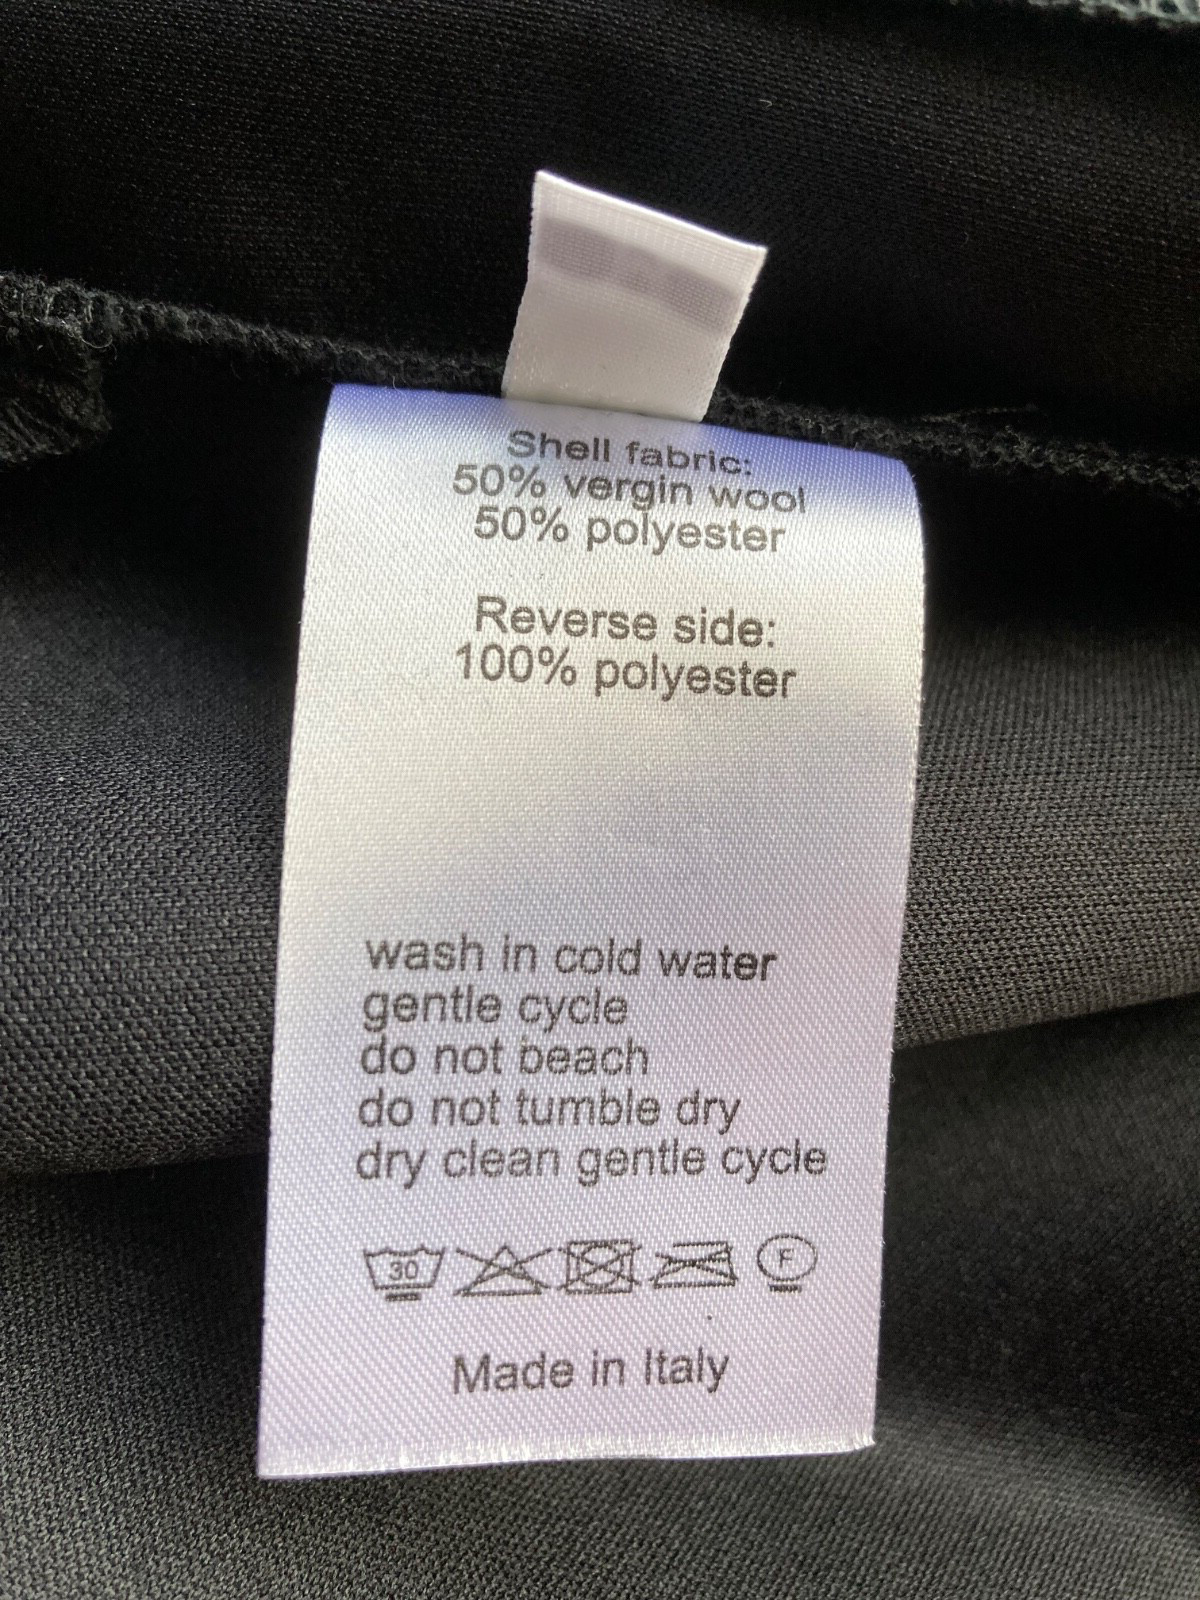 Shell fabric:
50% vergin wool
50% polyester
Reverse side:
100% polyester
wash in cold water
gentle cycle
do not beach
do not tumble dry
dry clean gentle cycle
30
F
Made in Italy